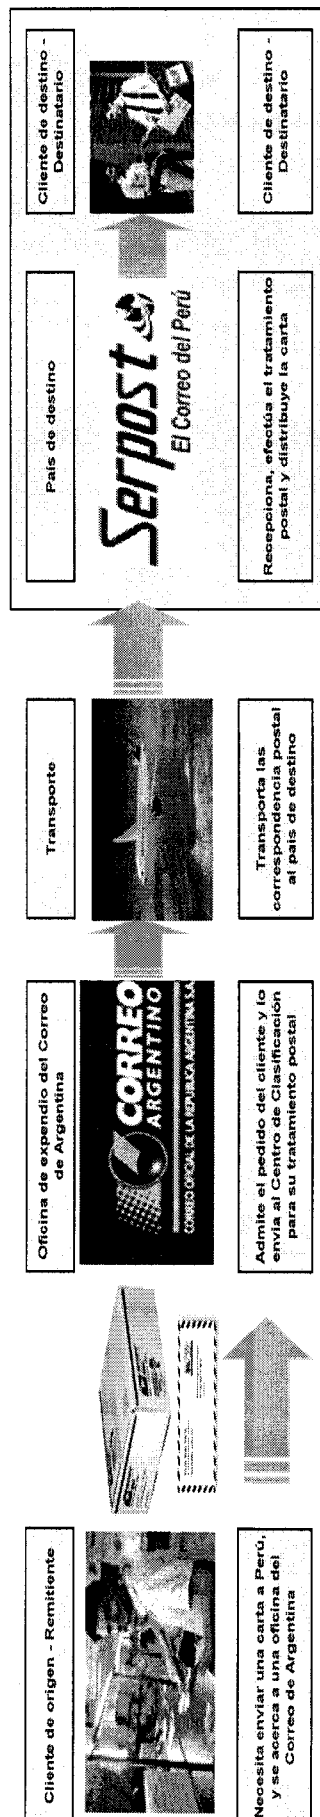 Cliente de origen - Remitente
Necesita enviar una carta a Perú,
y se acerca a una oficina del
Correo de Argentina
Oficina de expendio del Correo
de Argentina
CORREO
ARGENTINO
CORREO OFICIAL DE LA REPUBLICA ARGENTINA S.A.
Admite el pedido del cliente y lo
envía al Centro de Clasificación
para su tratamiento postal
Transporte
Transporta las
correspondencia postal
al país de destino
País de destino
Serpost
El Correo del Perú
Recepciona, efectúa el tratamiento
postal y distribuye la carta
Cliente de destino -
Destinatario
Cliente de destino -
Destinatario